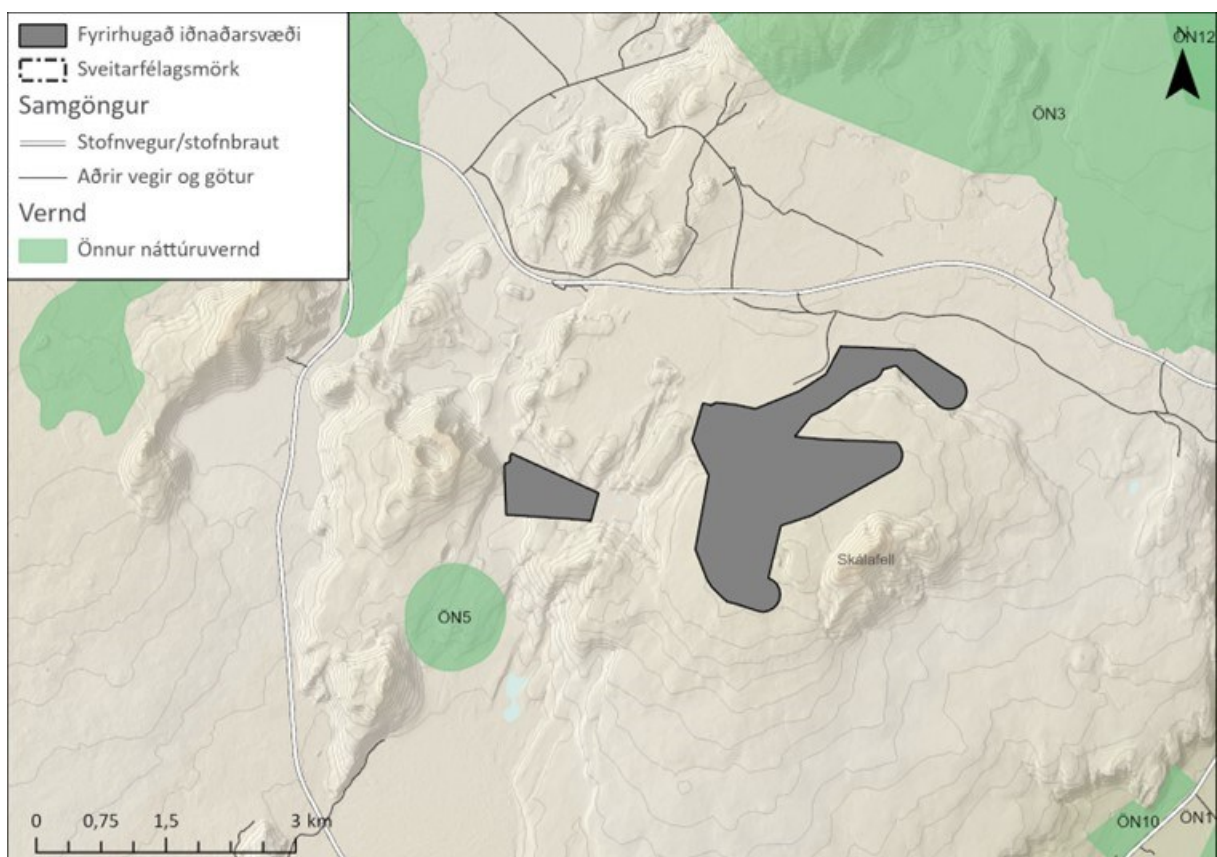 Fyrirhugað iðnaðarsvæði
Sveitarfélagsmörk
Samgöngur
Stofnvegur/stofnbraut
Aðrir vegir og götur
Vernd
Önnur náttúruvernd
N
ÖN12
ÖN3
Skálafell
ÖN5
ÖN10
ÖN1
0 0,75 1,5 3 km